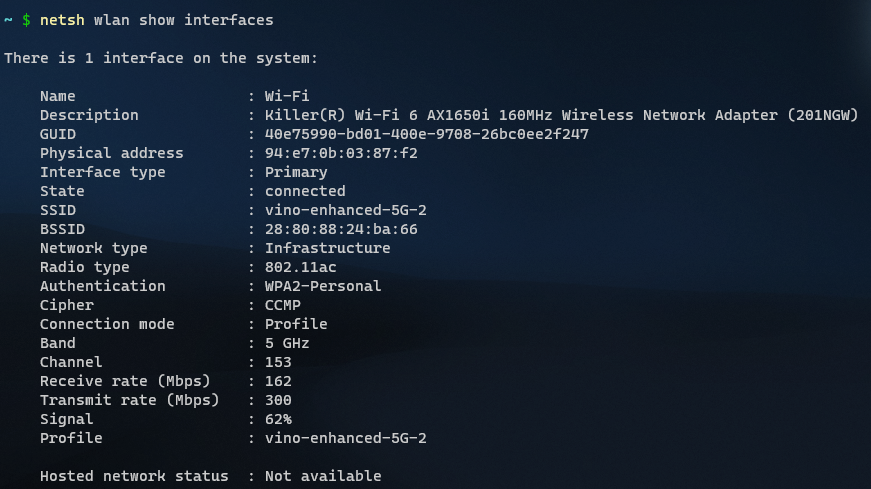 ~ $ netsh wlan show interfaces
There is 1 interface on the system:
Name : Wi-Fi
Description : Killer(R) Wi-Fi 6 AX1650i 160MHz Wireless Network Adapter (201NGW)
GUID : 40e75990-bd01-400e-9708-26bc0ee2f247
Physical address : 94:e7:0b:03:87:f2
Interface type : Primary
State : connected
SSID : vino-enhanced-5G-2
BSSID : 28:80:88:24:ba:66
Network type : Infrastructure
Radio type : 802.11ac
Authentication : WPA2-Personal
Cipher : CCMP
Connection mode : Profile
Band : 5 GHz
Channel : 153
Receive rate (Mbps) : 162
Transmit rate (Mbps) : 300
Signal : 62%
Profile : vino-enhanced-5G-2
Hosted network status : Not available